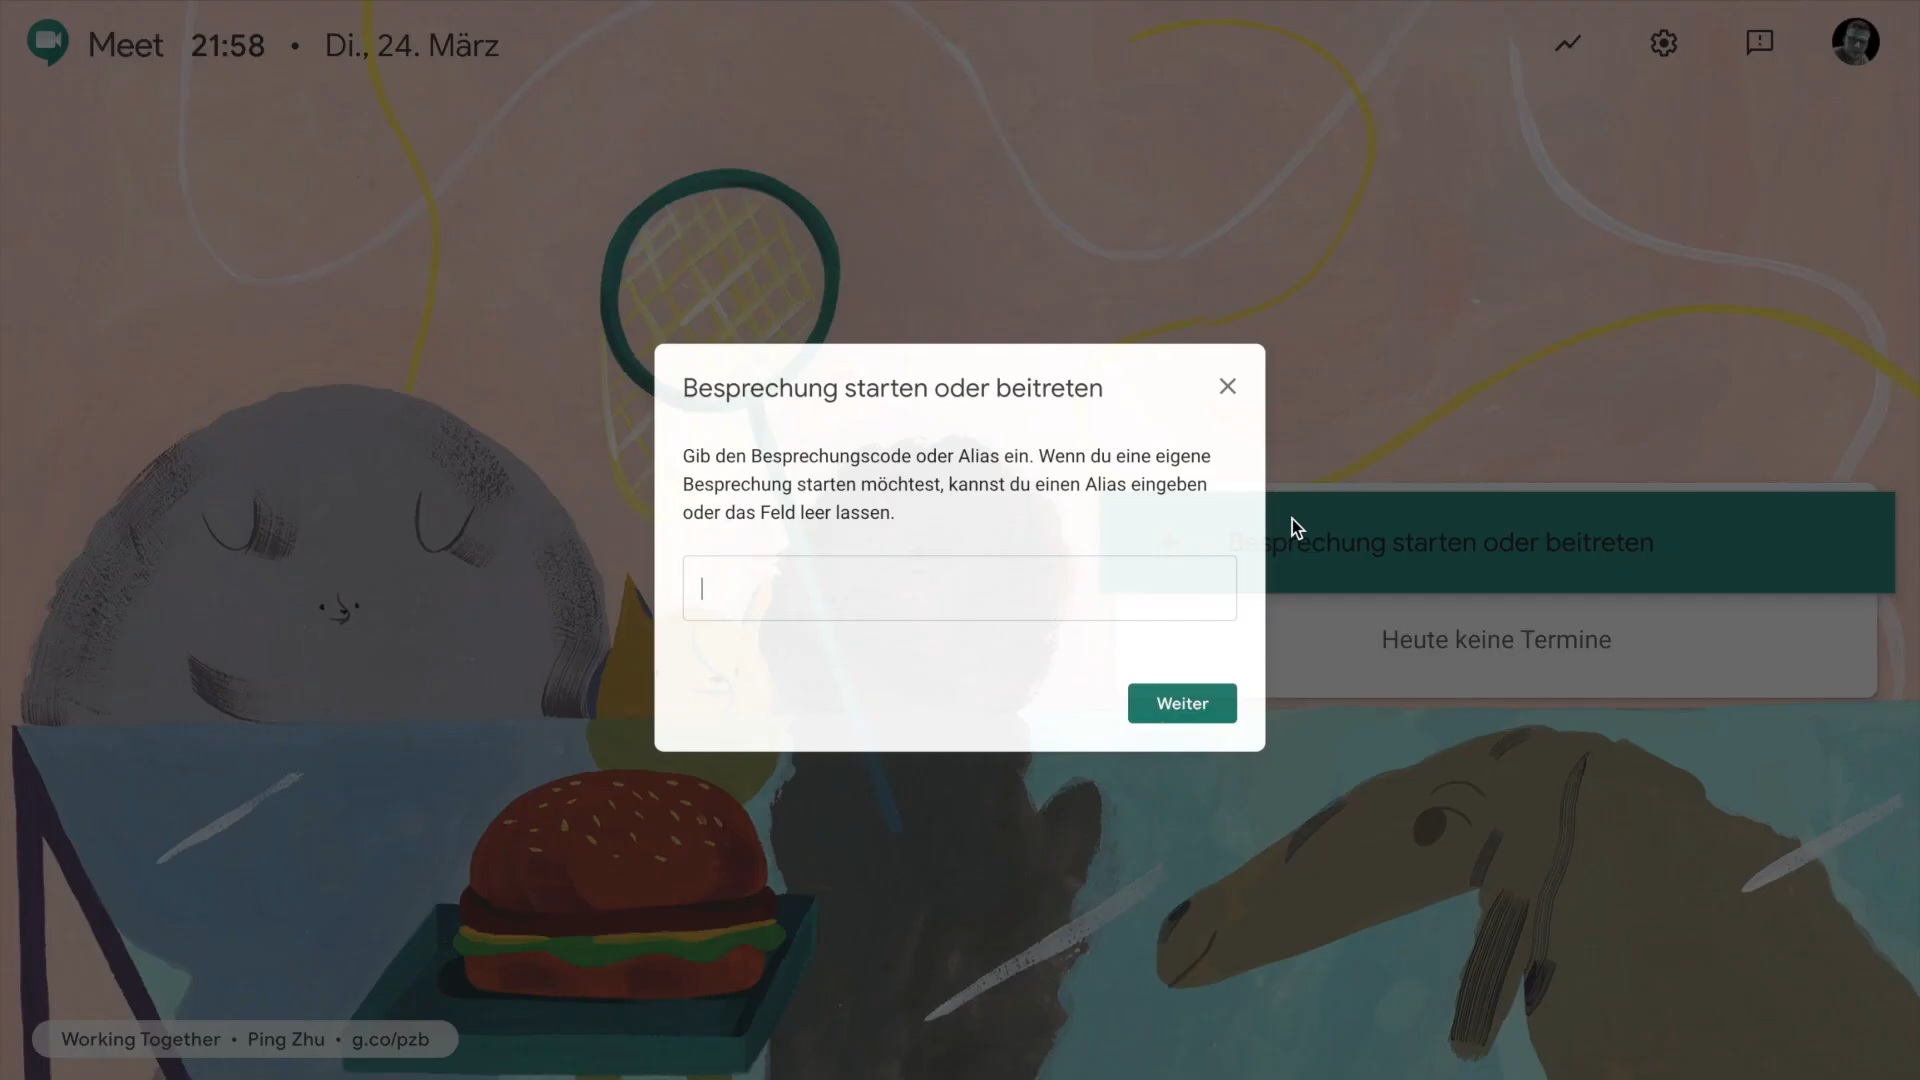 Meet 21:58 • Di., 24. März
Besprechung starten oder beitreten
Gib den Besprechungscode oder Alias ein. Wenn du eine eigene
Besprechung starten möchtest, kannst du einen Alias eingeben
oder das Feld leer lassen.
Weiter
Besprechung starten oder beitreten
Heute keine Termine
Working Together • Ping Zhu • g.co/pzb